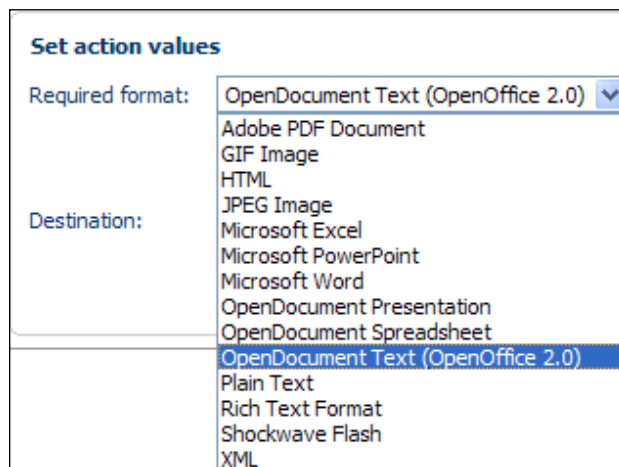 Set action values
Required format: OpenDocument Text (OpenOffice 2.0)
Adobe PDF Document
GIF Image
HTML
JPEG Image
Destination:
Microsoft Excel
Microsoft PowerPoint
Microsoft Word
OpenDocument Presentation
OpenDocument Spreadsheet
OpenDocument Text (OpenOffice 2.0)
Plain Text
Rich Text Format
Shockwave Flash
XML